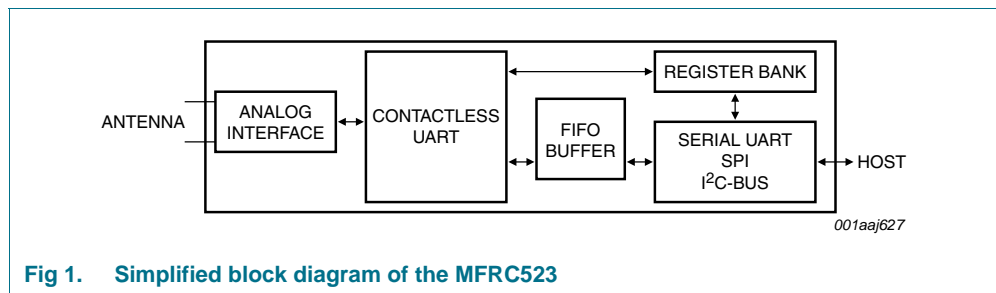 ANTENNA
ANALOG
INTERFACE
CONTACTLESS
UART
FIFO
BUFFER
REGISTER BANK
SERIAL UART
SPI
I²C-BUS
HOST
001aaj627
Fig 1. Simplified block diagram of the MFRC523